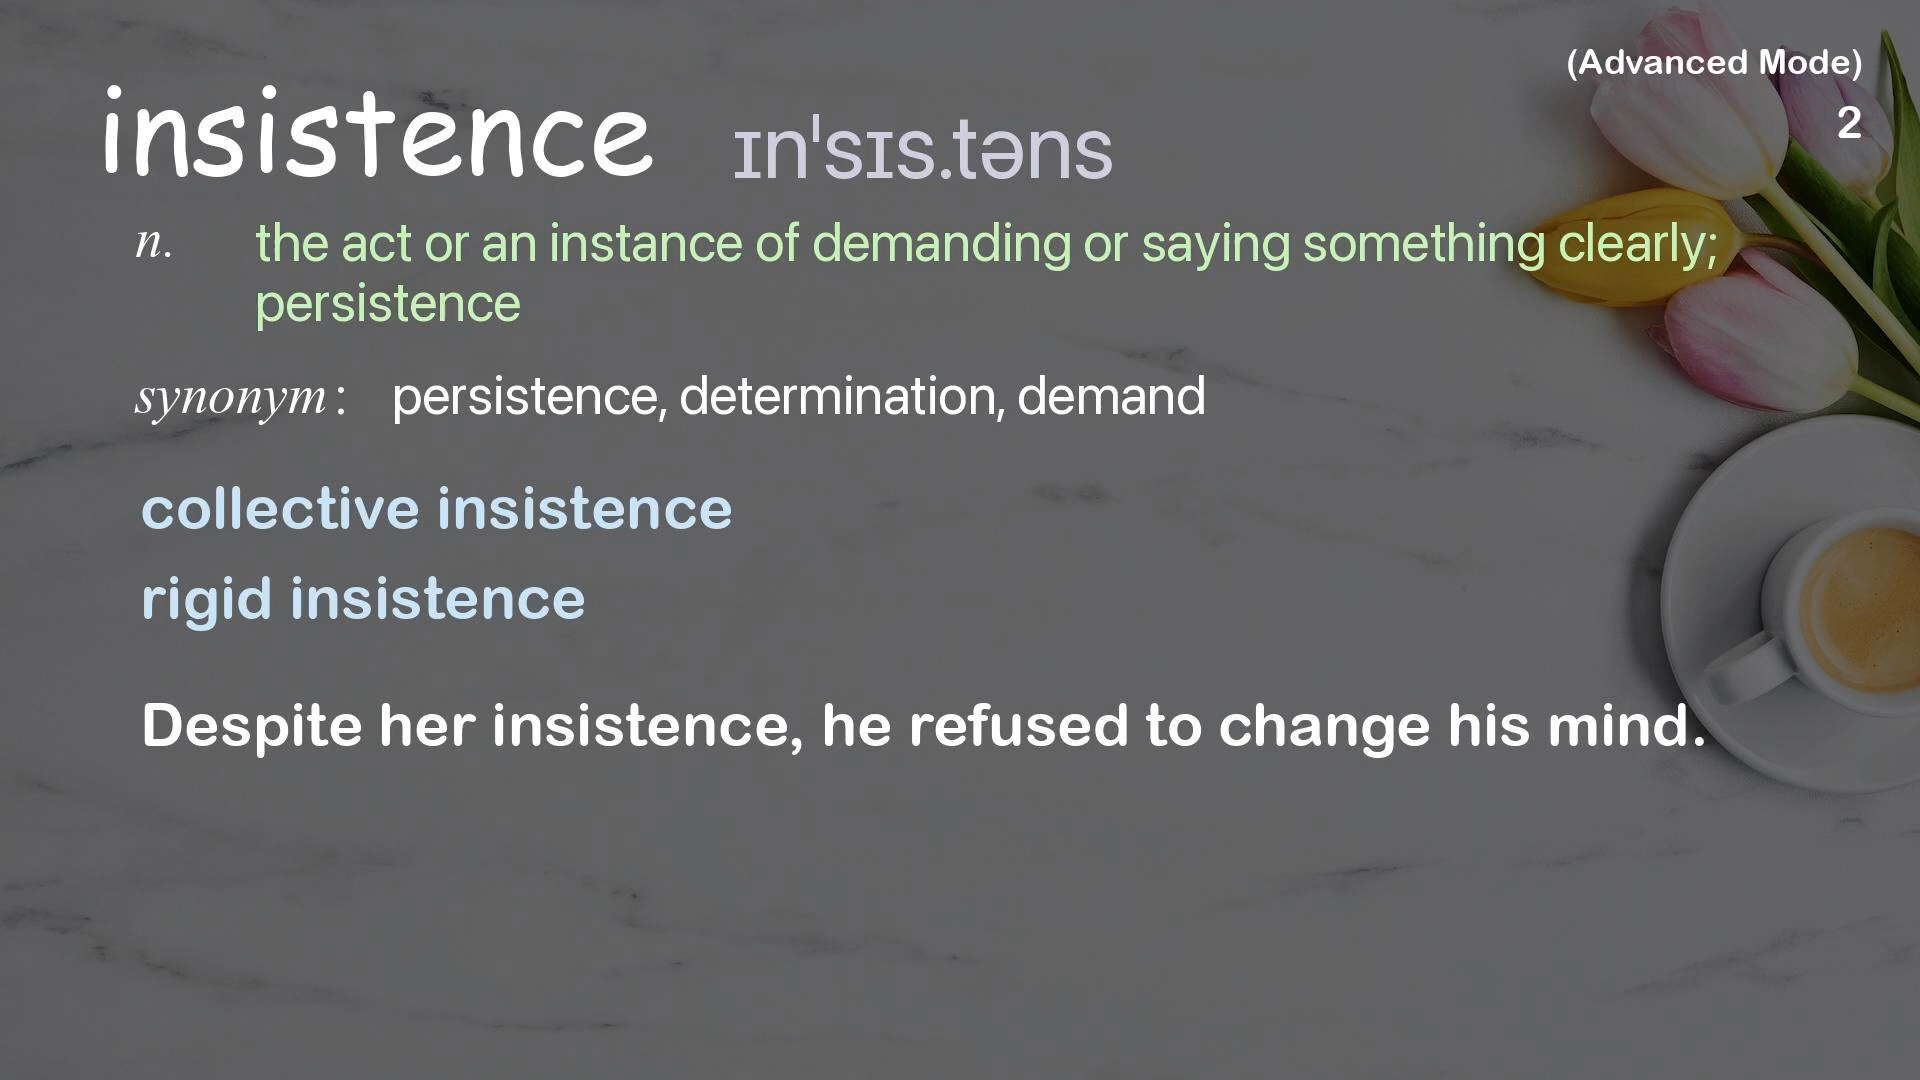 (Advanced Mode)
2
insistence ɪnˈsɪs.təns
n. the act or an instance of demanding or saying something clearly;
persistence
synonym: persistence, determination, demand
collective insistence
rigid insistence
Despite her insistence, he refused to change his mind.